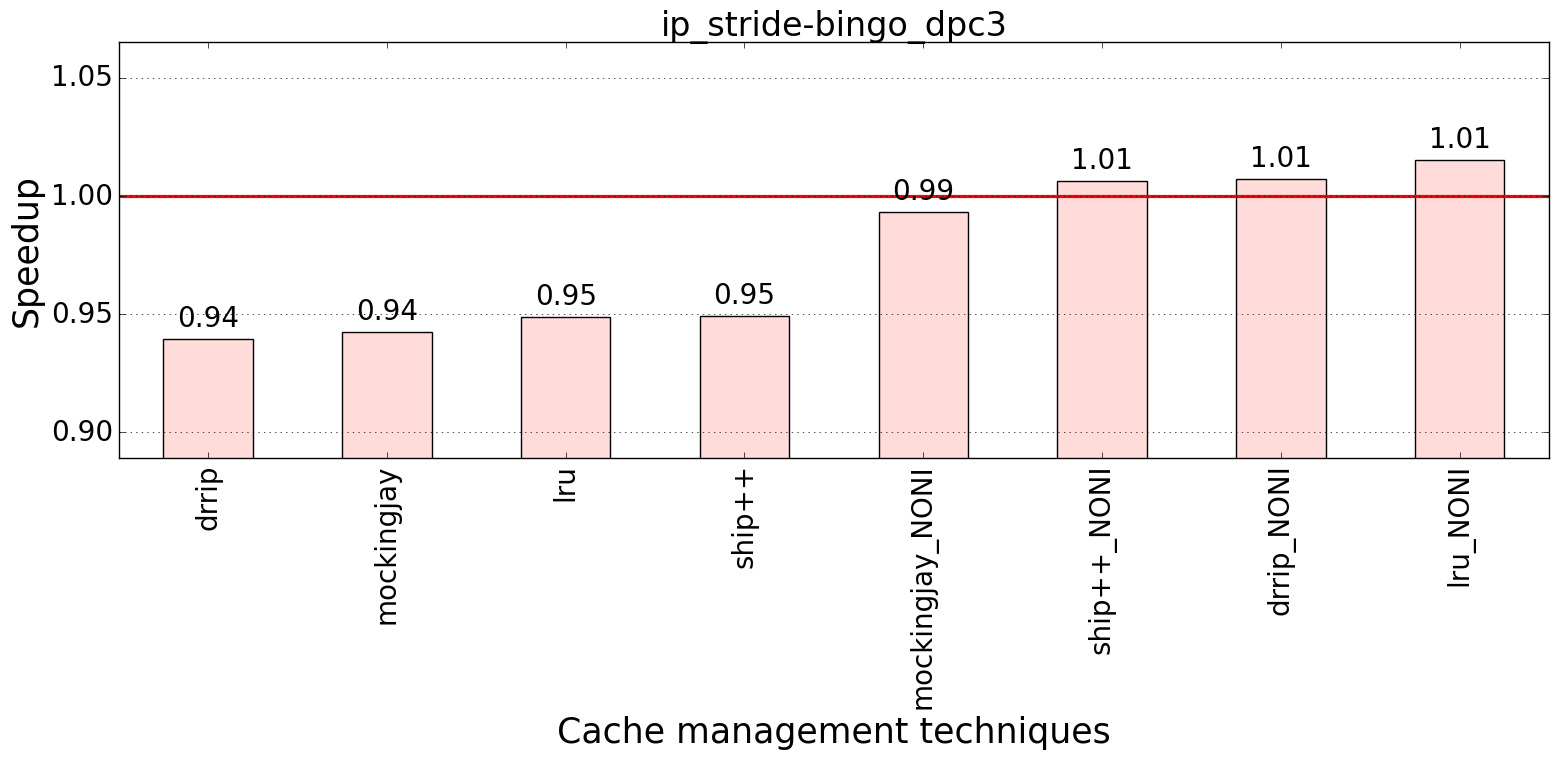 ip_stride-bingo_dpc3
1.05
1.00
0.95
0.90
Speedup
0.94
0.94
0.95
0.95
0.99
1.01
1.01
1.01
drrip
mockingjay
lru
ship++
mockingjay_NONI
ship++_NONI
drrip_NONI
lru_NONI
Cache management techniques